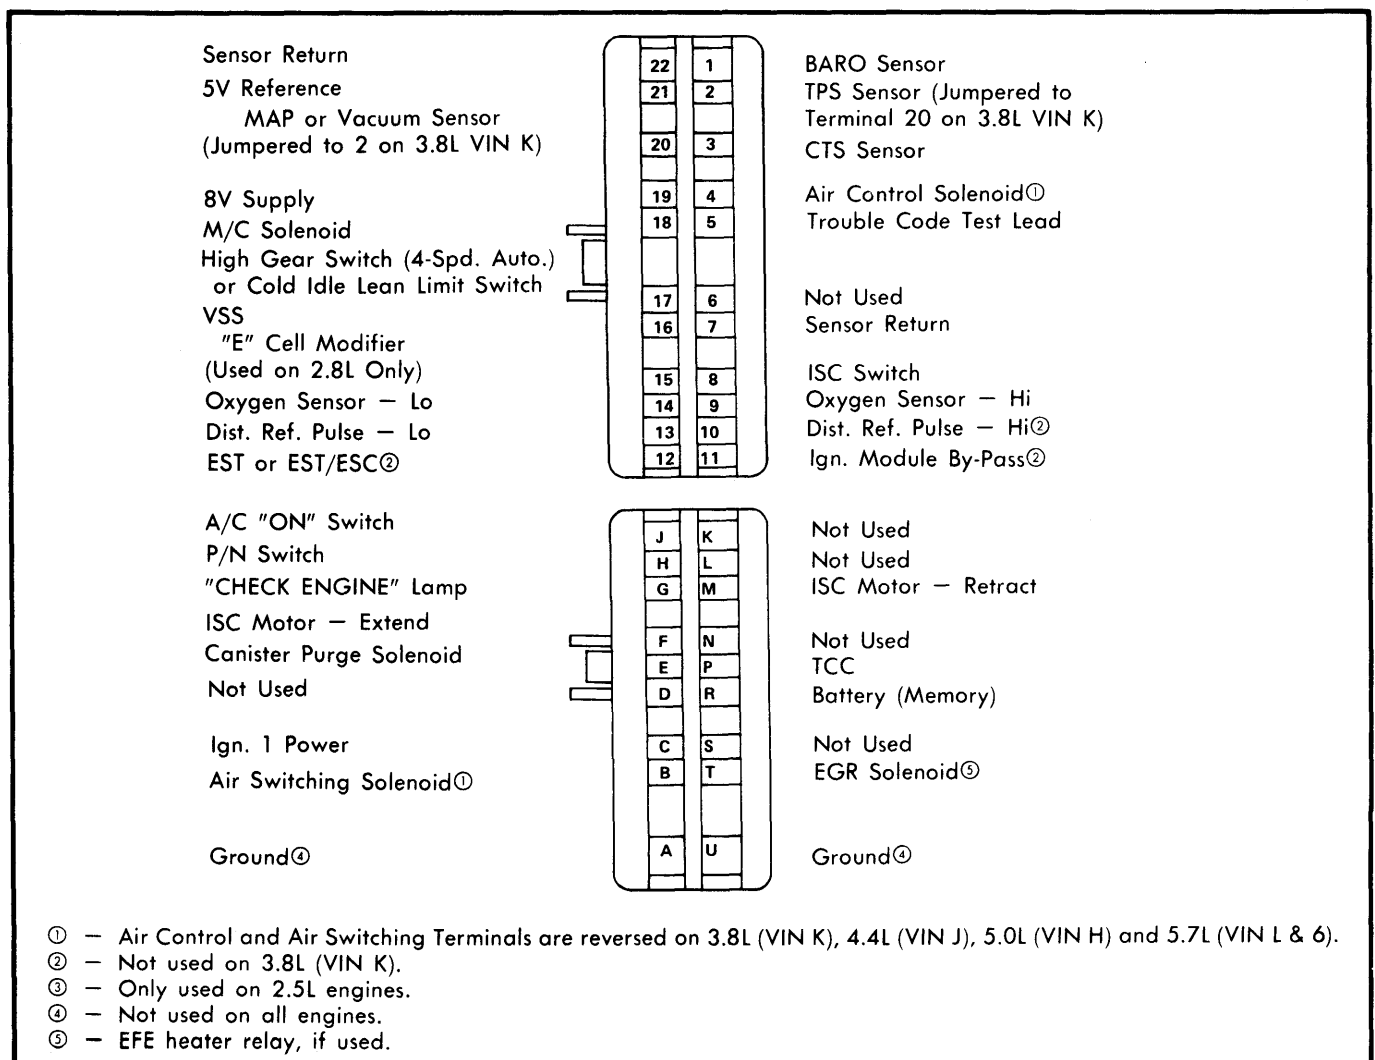 Sensor Return
5V Reference
MAP or Vacuum Sensor
(Jumpered to 2 on 3.8L VIN K)
8V Supply
M/C Solenoid
High Gear Switch (4-Spd. Auto.)
or Cold Idle Lean Limit Switch
VSS
"E" Cell Modifier
(Used on 2.8L Only)
Oxygen Sensor — Lo
Dist. Ref. Pulse — Lo
EST or EST/ESC②
22 1
21 2
20 3
19 4
18 5
17 6
16 7
15 8
14 9
13 10
12 11
BARO Sensor
TPS Sensor (Jumpered to
Terminal 20 on 3.8L VIN K)
CTS Sensor
Air Control Solenoid①
Trouble Code Test Lead
Not Used
Sensor Return
ISC Switch
Oxygen Sensor — Hi
Dist. Ref. Pulse — Hi②
Ign. Module By-Pass②
A/C "ON" Switch
P/N Switch
"CHECK ENGINE" Lamp
ISC Motor — Extend
Canister Purge Solenoid
Not Used
Ign. 1 Power
Air Switching Solenoid①
Ground④
J K
H L
G M
F N
E P
D R
C S
B T
A U
Not Used
Not Used
ISC Motor — Retract
Not Used
TCC
Battery (Memory)
Not Used
EGR Solenoid⑤
Ground④
① — Air Control and Air Switching Terminals are reversed on 3.8L (VIN K), 4.4L (VIN J), 5.0L (VIN H) and 5.7L (VIN L & 6).
② — Not used on 3.8L (VIN K).
③ — Only used on 2.5L engines.
④ — Not used on all engines.
⑤ — EFE heater relay, if used.